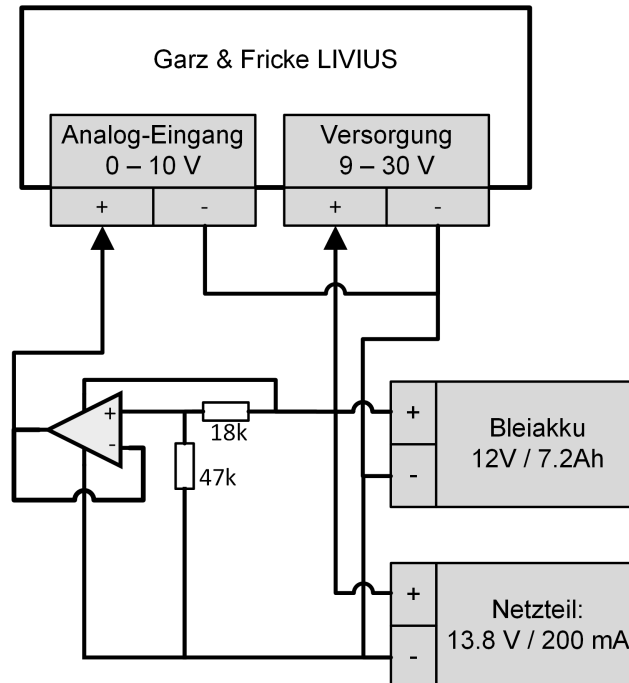 Garz & Fricke LIVIUS
Analog-Eingang
0 – 10 V
Versorgung
9 – 30 V
+
-
+
-
+
-
18k
47k
+
-
Bleiakku
12V / 7.2Ah
+
-
Netzteil:
13.8 V / 200 mA